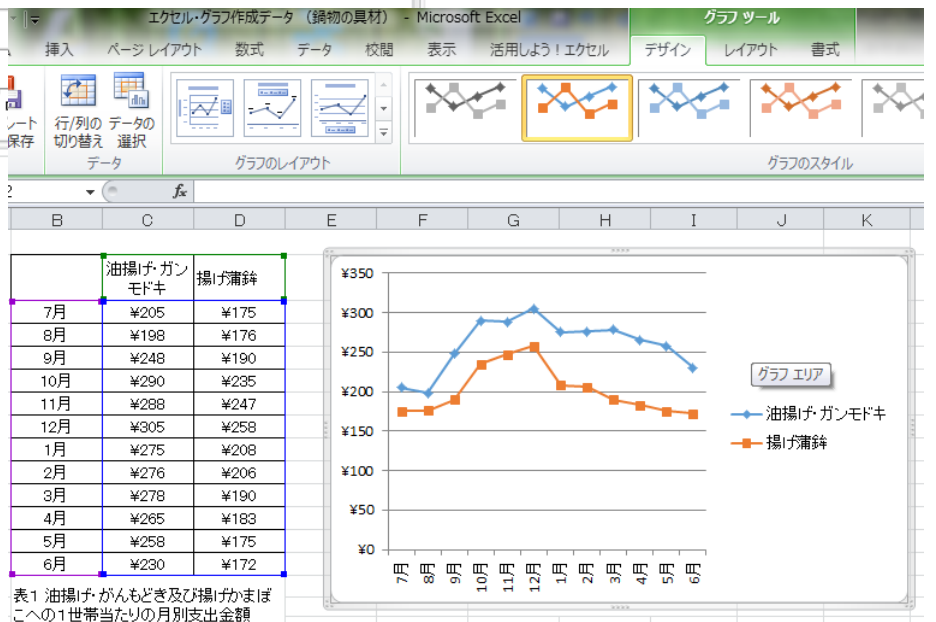 エクセル・グラフ作成データ (鍋物の具材) - Microsoft Excel
グラフ ツール
挿入 ページ レイアウト 数式 データ 校閲 表示 活用しよう！エクセル デザイン レイアウト 書式
行/列の切り替え
データの選択
保存
データ
グラフのレイアウト
グラフのスタイル
fx
B C D E F G H I J K
油揚げ・ガンモドキ 揚げ蒲鉾
7月 ¥205 ¥175
8月 ¥198 ¥176
9月 ¥248 ¥190
10月 ¥290 ¥235
11月 ¥288 ¥247
12月 ¥305 ¥258
1月 ¥275 ¥208
2月 ¥276 ¥206
3月 ¥278 ¥190
4月 ¥265 ¥183
5月 ¥258 ¥175
6月 ¥230 ¥172
表1 油揚げ・がんもどき及び揚げかまぼ
こへの1世帯当たりの月別支出金額
¥350
¥300
¥250
¥200
¥150
¥100
¥50
¥0
7月 8月 9月 10月 11月 12月 1月 2月 3月 4月 5月 6月
グラフ エリア
油揚げ・ガンモドキ
揚げ蒲鉾